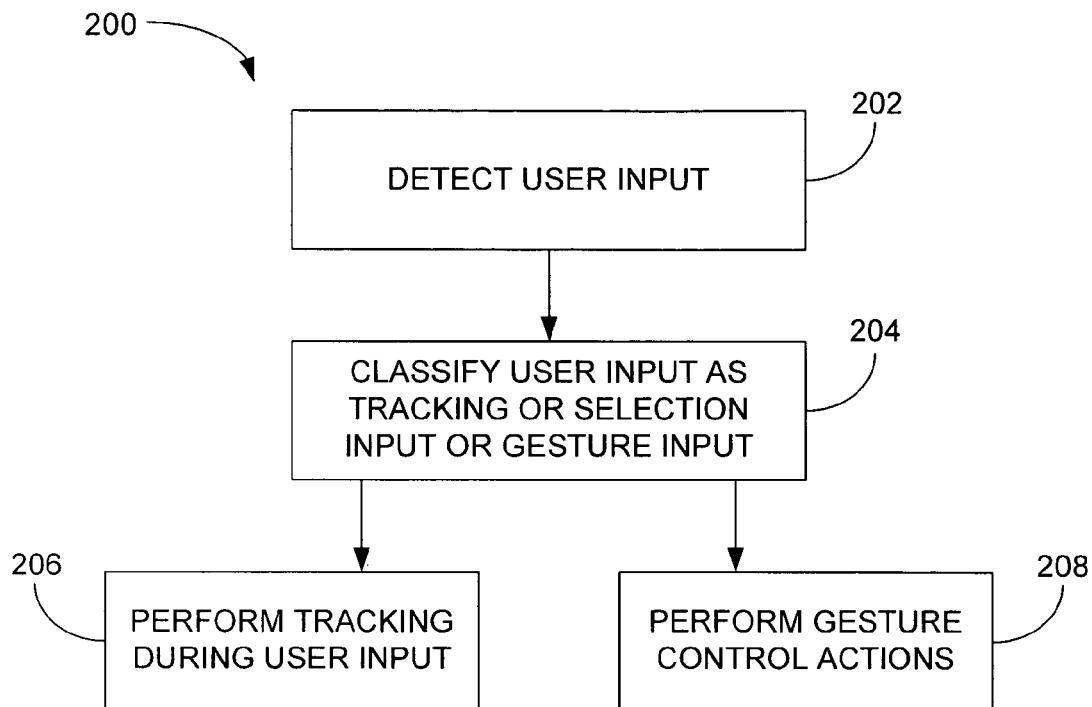 200
202
DETECT USER INPUT
204
CLASSIFY USER INPUT AS
TRACKING OR SELECTION
INPUT OR GESTURE INPUT
206
PERFORM TRACKING
DURING USER INPUT
208
PERFORM GESTURE
CONTROL ACTIONS